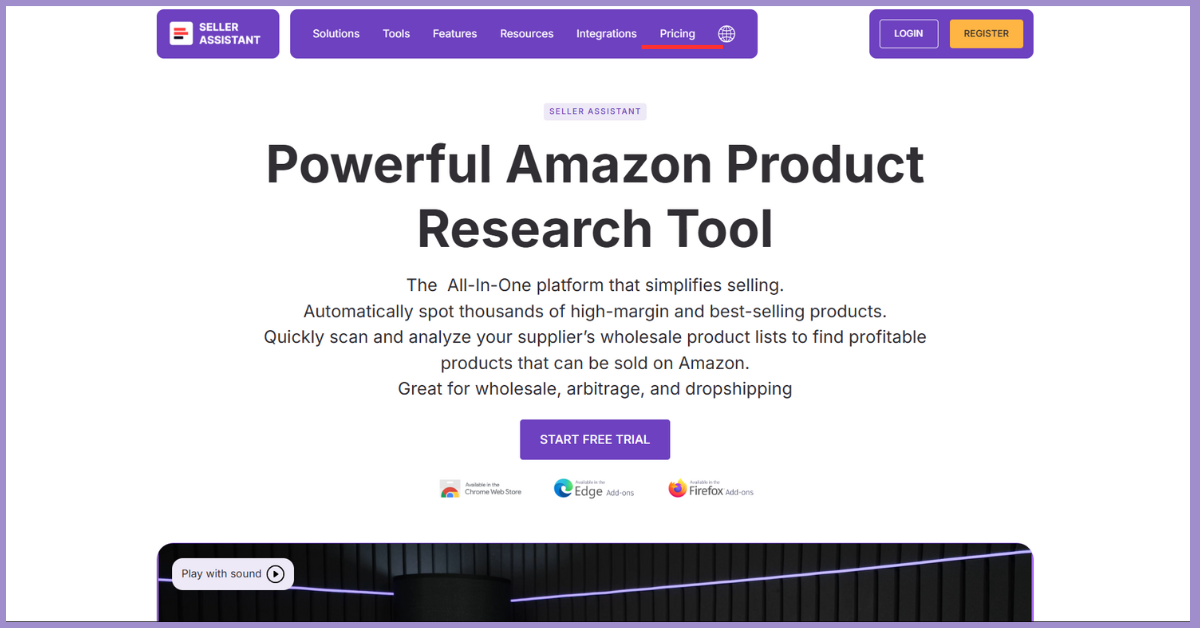 SELLER
ASSISTANT
Solutions Tools Features Resources Integrations Pricing
LOGIN REGISTER
SELLER ASSISTANT
Powerful Amazon Product
Research Tool
The All-In-One platform that simplifies selling.
Automatically spot thousands of high-margin and best-selling products.
Quickly scan and analyze your supplier’s wholesale product lists to find profitable
products that can be sold on Amazon.
Great for wholesale, arbitrage, and dropshipping
START FREE TRIAL
Available in the
Chrome Web Store
Available in the
Edge Add-ons
Available in the
Firefox Add-ons
Play with sound